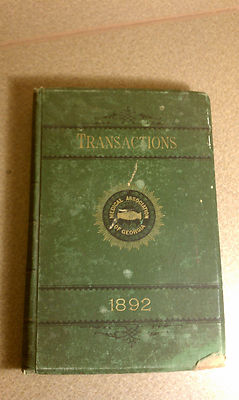 TRANSACTIONS
MEDICAL ASSOCIATION
OF GEORGIA
1892